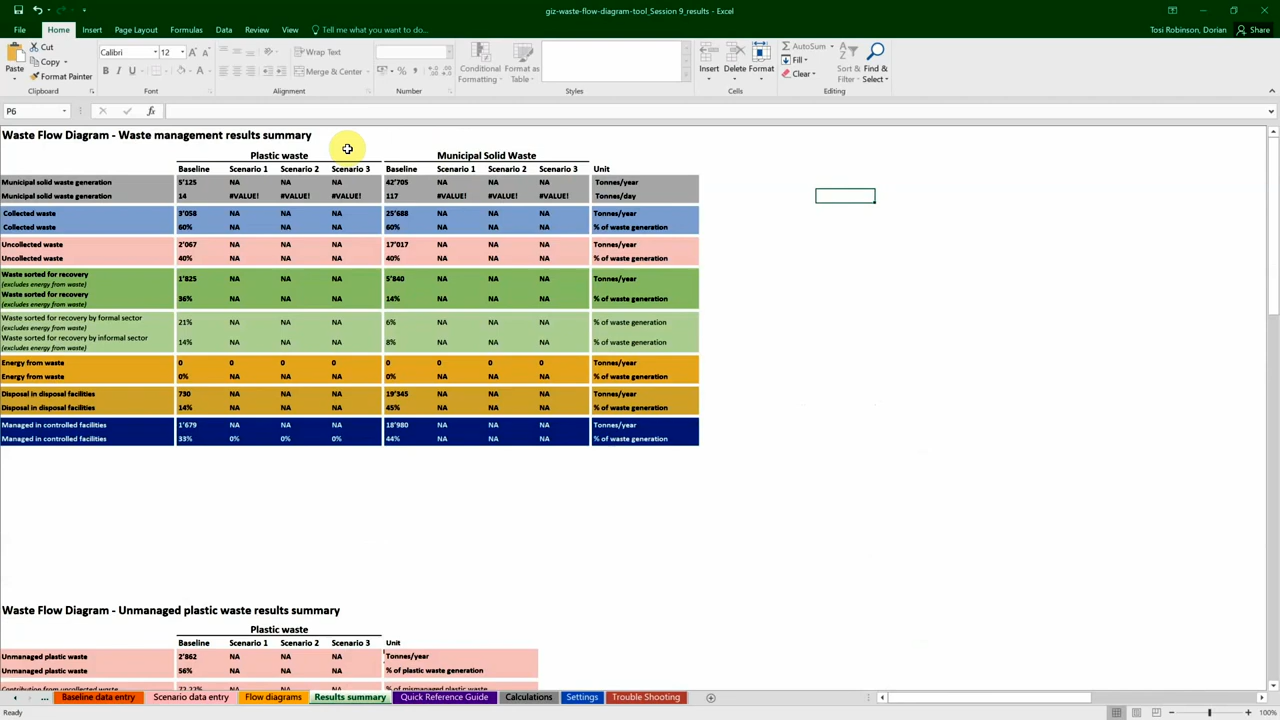 giz-waste-flow-diagram-tool_Session 9_results - Excel
Tosi Robinson, Dorian
Share
File Home Insert Page Layout Formulas Data Review View Tell me what you want to do...
Paste
Cut
Copy
Format Painter
Calibri 12
B I U
Wrap Text
Merge & Center
Conditional Formatting
Format as Table
Insert Delete Format
AutoSum
Fill
Clear
Sort & Filter
Find & Select
Clipboard Font Alignment Number Styles Cells Editing
P6
Waste Flow Diagram - Waste management results summary
Plastic waste Municipal Solid Waste
Baseline Scenario 1 Scenario 2 Scenario 3 Baseline Scenario 1 Scenario 2 Scenario 3 Unit
Municipal solid waste generation 5'125 NA NA NA 42'705 NA NA NA Tonnes/year
Municipal solid waste generation 14 #VALUE! #VALUE! #VALUE! 117 #VALUE! #VALUE! #VALUE! Tonnes/day
Collected waste 3'058 NA NA NA 25'688 NA NA NA Tonnes/year
Collected waste 60% NA NA NA 60% NA NA NA % of waste generation
Uncollected waste 2'067 NA NA NA 17'017 NA NA NA Tonnes/year
Uncollected waste 40% NA NA NA 40% NA NA NA % of waste generation
Waste sorted for recovery
(excludes energy from waste) 1'825 NA NA NA 5'840 NA NA NA Tonnes/year
Waste sorted for recovery
(excludes energy from waste) 36% NA NA NA 14% NA NA NA % of waste generation
Waste sorted for recovery by formal sector
(excludes energy from waste) 21% NA NA NA 6% NA NA NA % of waste generation
Waste sorted for recovery by informal sector
(excludes energy from waste) 14% NA NA NA 8% NA NA NA % of waste generation
Energy from waste 0 0 0 0 0 0 0 0 Tonnes/year
Energy from waste 0% NA NA NA 0% NA NA NA % of waste generation
Disposal in disposal facilities 730 NA NA NA 19'345 NA NA NA Tonnes/year
Disposal in disposal facilities 14% NA NA NA 45% NA NA NA % of waste generation
Managed in controlled facilities 1'679 NA NA NA 18'980 NA NA NA Tonnes/year
Managed in controlled facilities 33% 0% 0% 0% 44% NA NA NA % of waste generation
Waste Flow Diagram - Unmanaged plastic waste results summary
Plastic waste
Baseline Scenario 1 Scenario 2 Scenario 3 Unit
Unmanaged plastic waste 2'862 NA NA NA Tonnes/year
Unmanaged plastic waste 56% NA NA NA % of plastic waste generation
Contribution from uncollected waste 72.22% NA NA NA % of mismanaged plastic waste
... Baseline data entry Scenario data entry Flow diagrams Results summary Quick Reference Guide Calculations Settings Trouble Shooting
Ready
100%